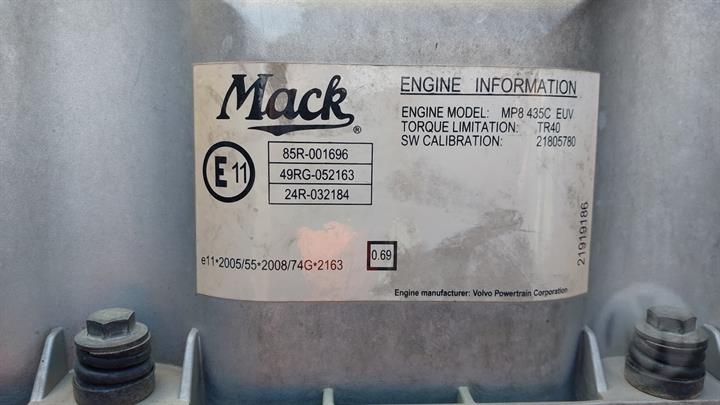 Mack®
ENGINE INFORMATION
ENGINE MODEL: MP8 435C EUV
TORQUE LIMITATION: TR40
SW CALIBRATION: 21805780
E 11
85R-001696
49RG-052163
24R-032184
e11*2005/55*2008/74G*2163
0.69
21919186
Engine manufacturer: Volvo Powertrain Corporation